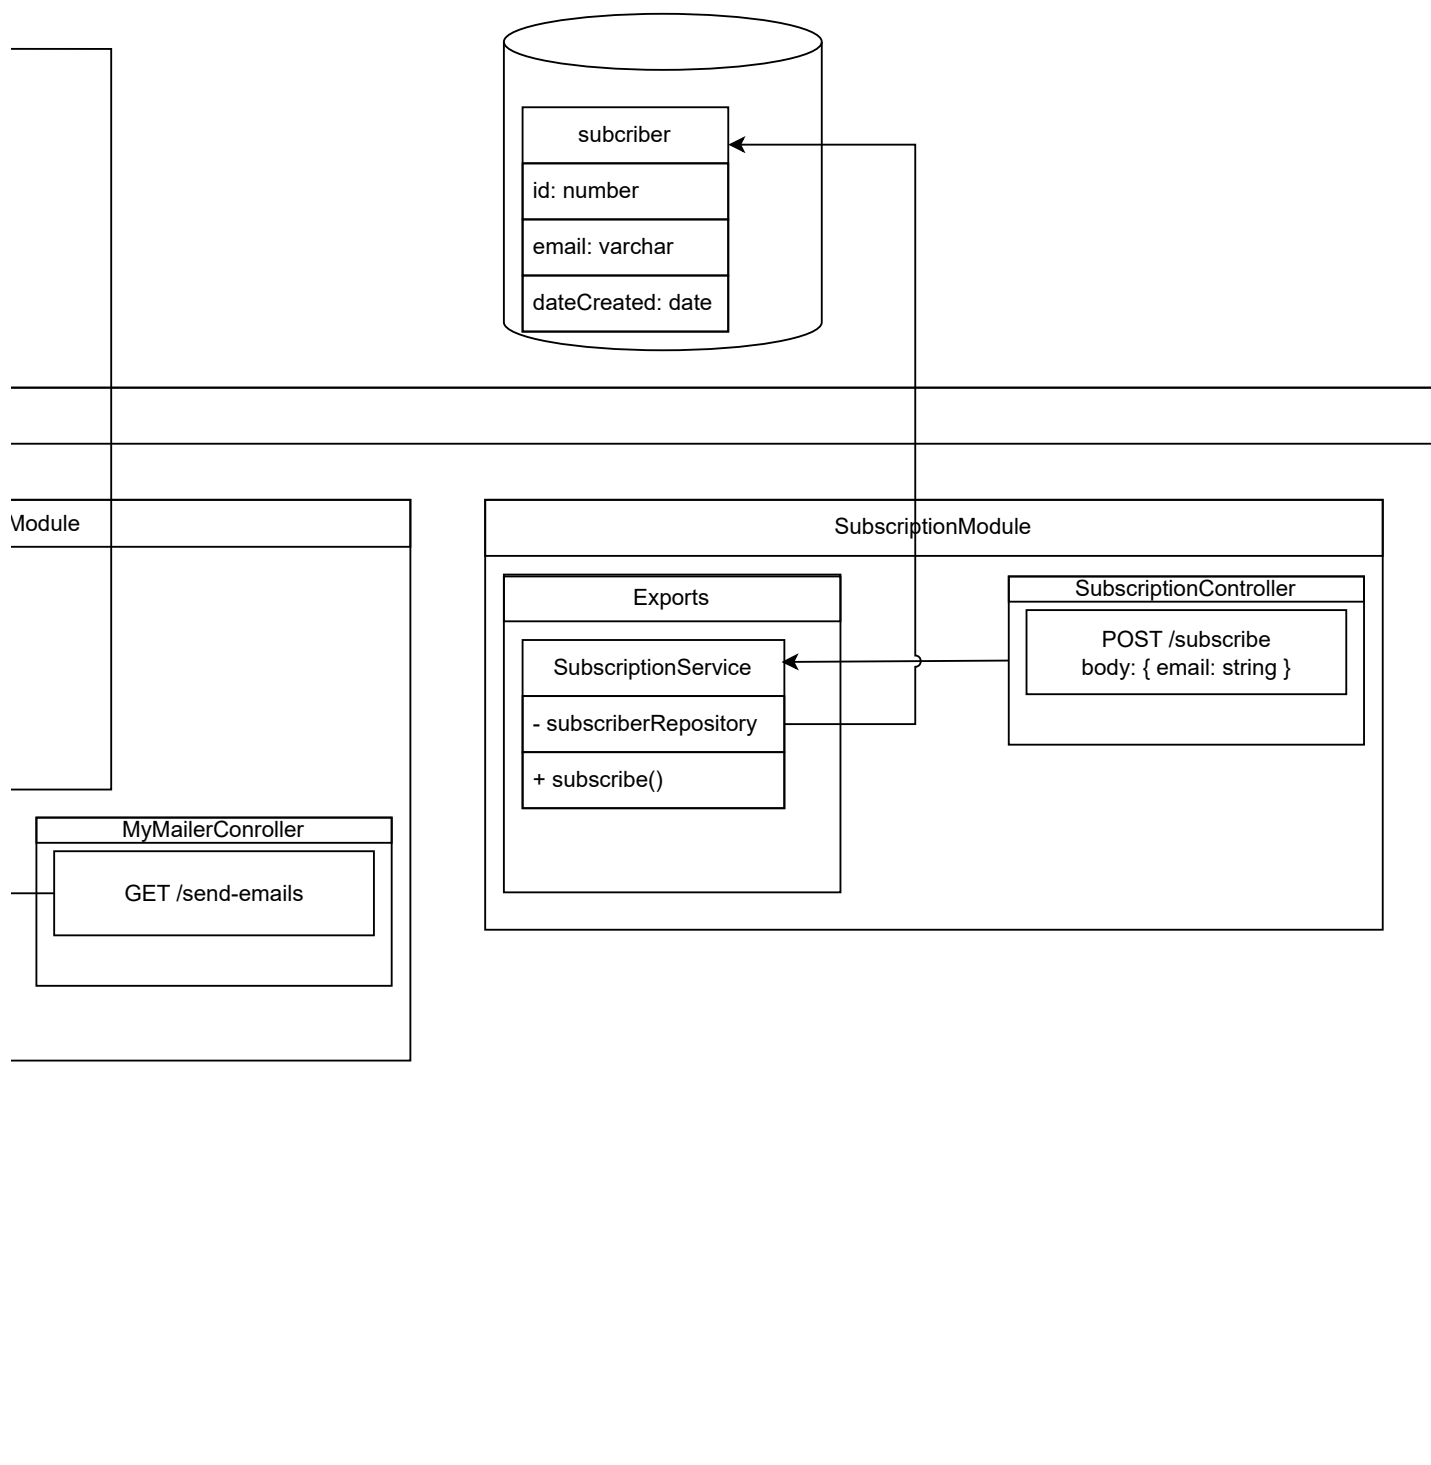 subcriber
id: number
email: varchar
dateCreated: date
Module
SubscriptionModule
Exports
SubscriptionController
SubscriptionService
POST /subscribe
body: { email: string }
- subscriberRepository
+ subscribe()
MyMailerConroller
GET /send-emails